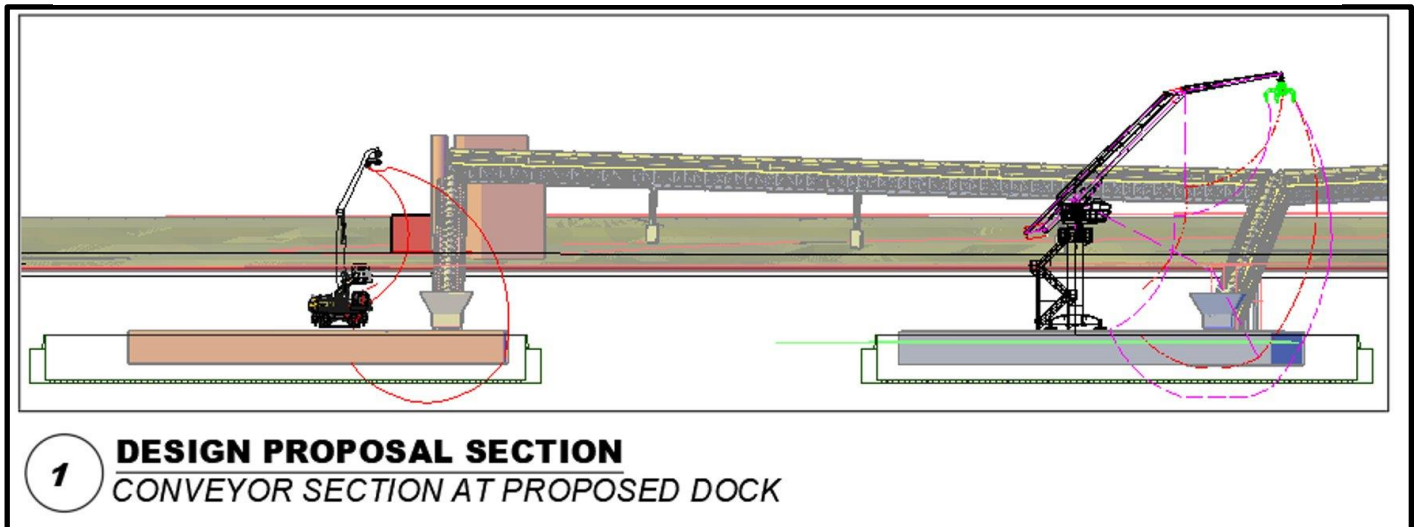 1
DESIGN PROPOSAL SECTION
CONVEYOR SECTION AT PROPOSED DOCK